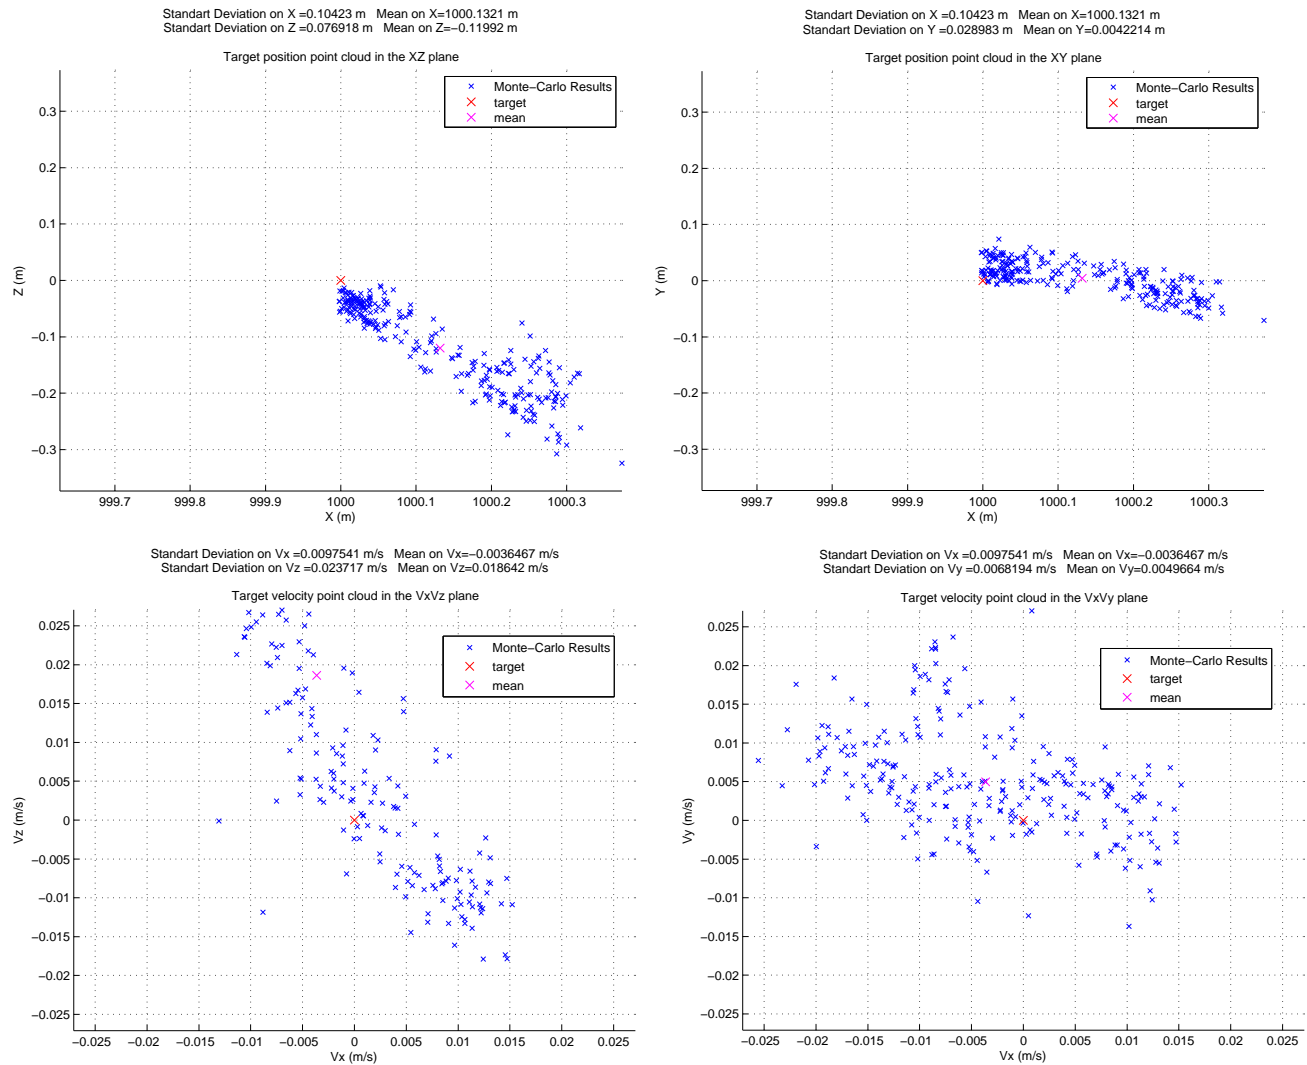 Standart Deviation on X =0.10423 m   Mean on X=1000.1321 m
Standart Deviation on Z =0.076918 m   Mean on Z=−0.11992 m
Target position point cloud in the XZ plane
Monte−Carlo Results
target
mean
0.3
0.2
0.1
0
−0.1
−0.2
−0.3
Z (m)
999.7
999.8
999.9
1000
1000.1
1000.2
1000.3
X (m)
Standart Deviation on X =0.10423 m   Mean on X=1000.1321 m
Standart Deviation on Y =0.028983 m   Mean on Y=0.0042214 m
Target position point cloud in the XY plane
Monte−Carlo Results
target
mean
0.3
0.2
0.1
0
−0.1
−0.2
−0.3
Y (m)
999.7
999.8
999.9
1000
1000.1
1000.2
1000.3
X (m)
Standart Deviation on Vx =0.0097541 m/s   Mean on Vx=−0.0036467 m/s
Standart Deviation on Vz =0.023717 m/s   Mean on Vz=0.018642 m/s
Target velocity point cloud in the VxVz plane
Monte−Carlo Results
target
mean
0.025
0.02
0.015
0.01
0.005
0
−0.005
−0.01
−0.015
−0.02
−0.025
Vz (m/s)
−0.025
−0.02
−0.015
−0.01
−0.005
0
0.005
0.01
0.015
0.02
0.025
Vx (m/s)
Standart Deviation on Vx =0.0097541 m/s   Mean on Vx=−0.0036467 m/s
Standart Deviation on Vy =0.0068194 m/s   Mean on Vy=0.0049664 m/s
Target velocity point cloud in the VxVy plane
Monte−Carlo Results
target
mean
0.025
0.02
0.015
0.01
0.005
0
−0.005
−0.01
−0.015
−0.02
−0.025
Vy (m/s)
−0.025
−0.02
−0.015
−0.01
−0.005
0
0.005
0.01
0.015
0.02
0.025
Vx (m/s)